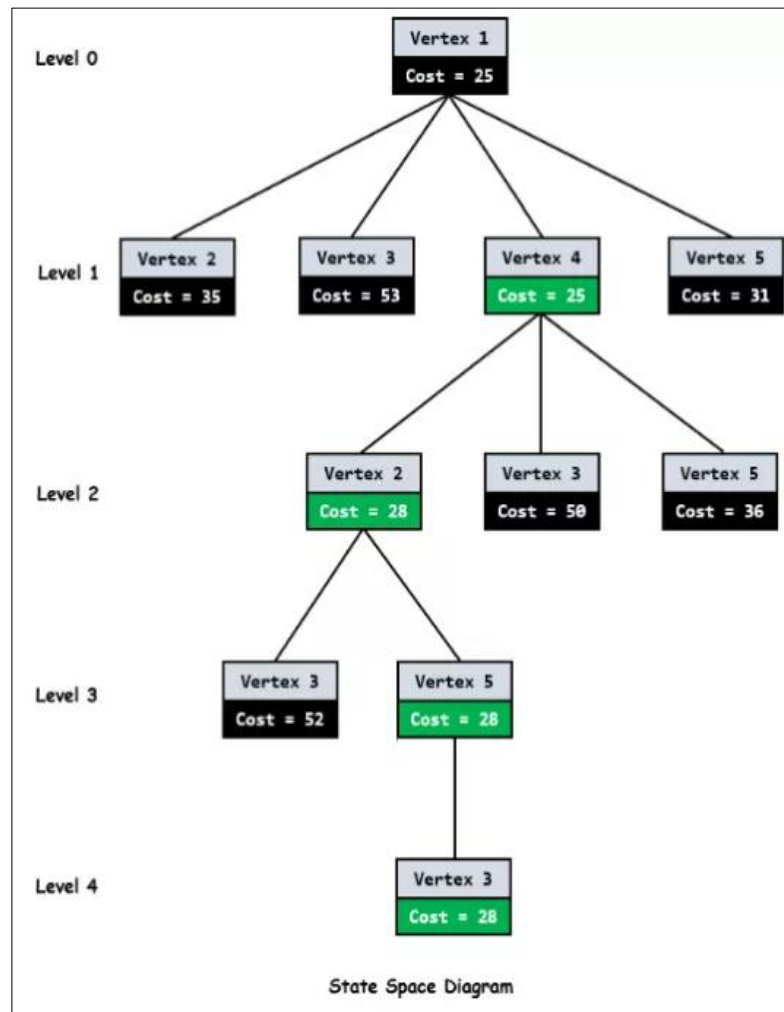 Level 0
Vertex 1
Cost = 25
Level 1
Vertex 2
Cost = 35
Vertex 3
Cost = 53
Vertex 4
Cost = 25
Vertex 5
Cost = 31
Level 2
Vertex 2
Cost = 28
Vertex 3
Cost = 50
Vertex 5
Cost = 36
Level 3
Vertex 3
Cost = 52
Vertex 5
Cost = 28
Level 4
Vertex 3
Cost = 28
State Space Diagram